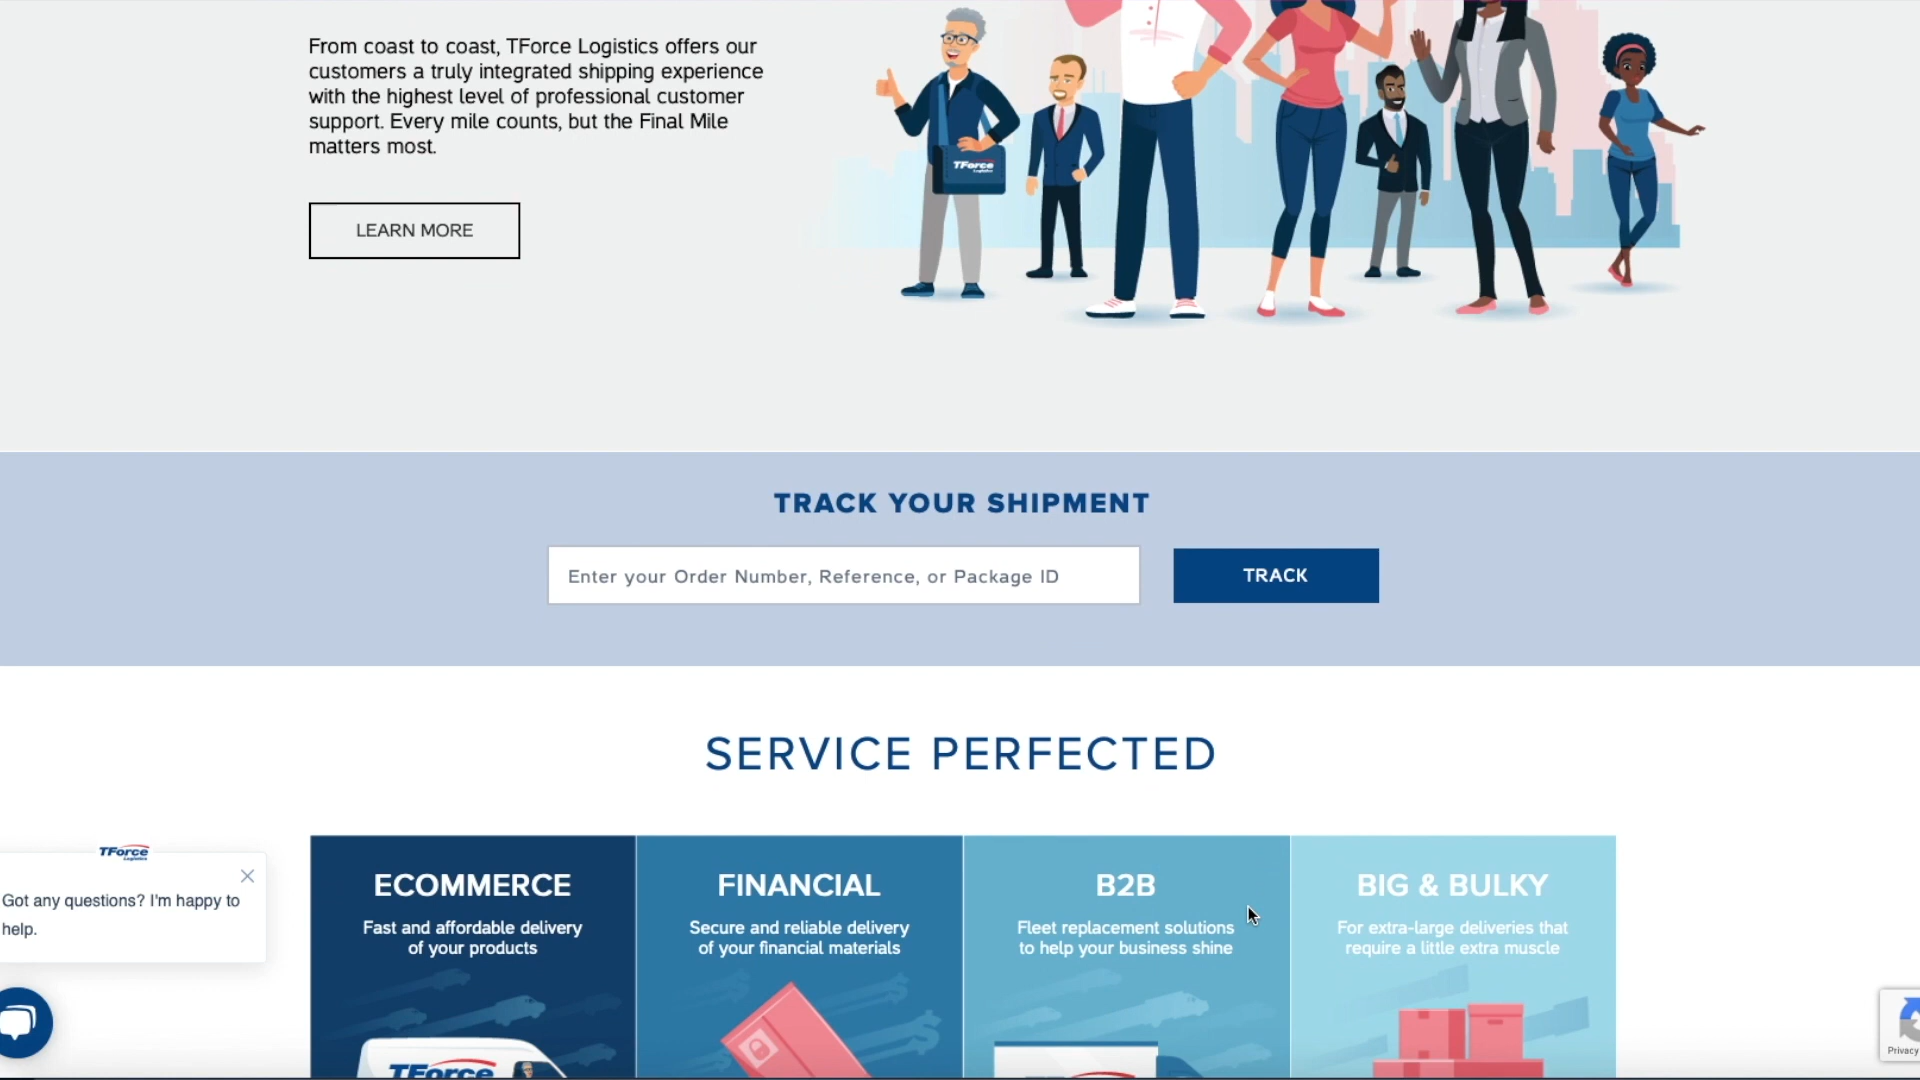 From coast to coast, TForce Logistics offers our
customers a truly integrated shipping experience
with the highest level of professional customer
support. Every mile counts, but the Final Mile
matters most.
TForce
Logistics
LEARN MORE
TRACK YOUR SHIPMENT
Enter your Order Number, Reference, or Package ID
TRACK
SERVICE PERFECTED
TForce
Logistics
Got any questions? I'm happy to
help.
ECOMMERCE
Fast and affordable delivery
of your products
TForce
FINANCIAL
Secure and reliable delivery
of your financial materials
B2B
Fleet replacement solutions
to help your business shine
BIG & BULKY
For extra-large deliveries that
require a little extra muscle
Privacy